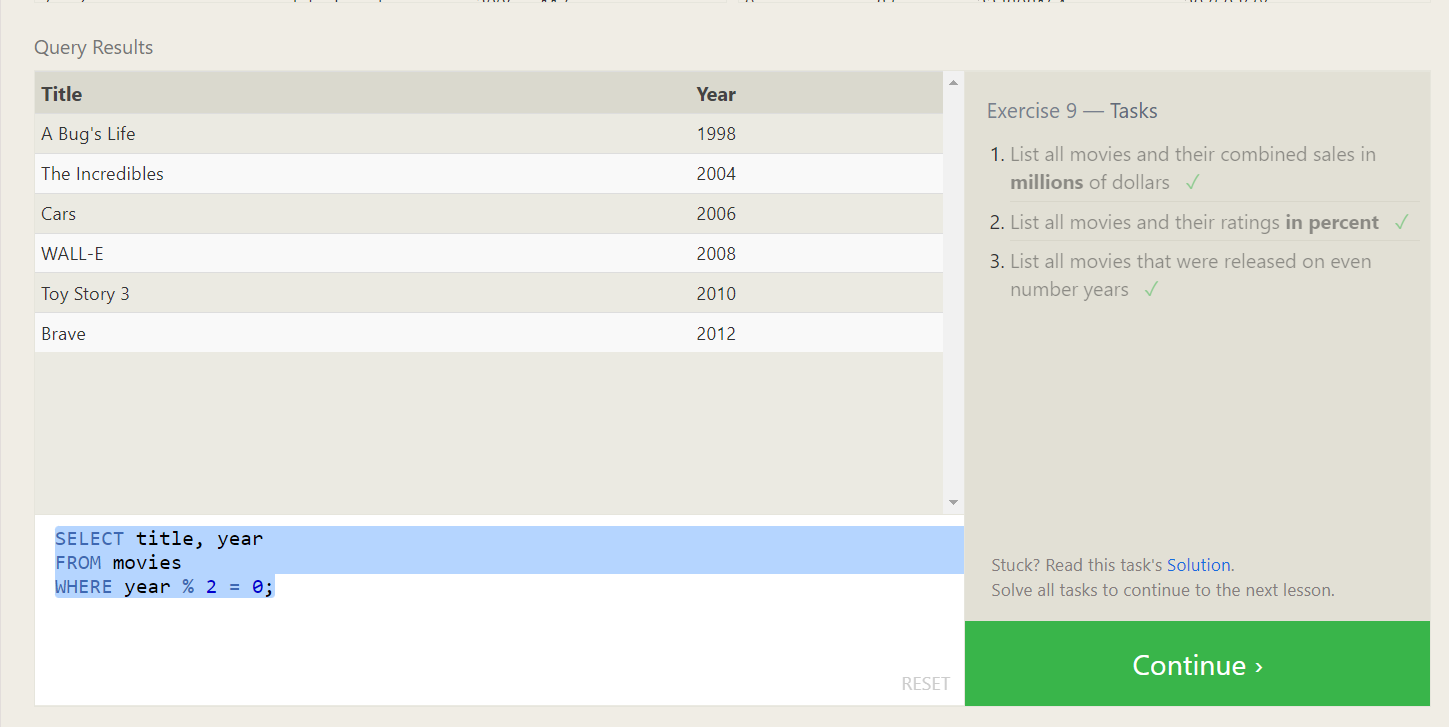 Query Results
Title Year
A Bug's Life 1998
The Incredibles 2004
Cars 2006
WALL-E 2008
Toy Story 3 2010
Brave 2012
SELECT title, year
FROM movies
WHERE year % 2 = 0;
RESET
Exercise 9 — Tasks
1. List all movies and their combined sales in
millions of dollars ✓
2. List all movies and their ratings in percent ✓
3. List all movies that were released on even
number years ✓
Stuck? Read this task's Solution.
Solve all tasks to continue to the next lesson.
Continue ›